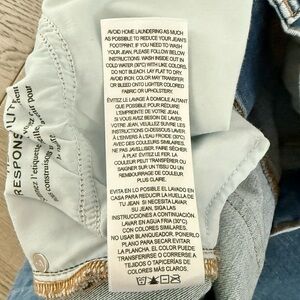 AVOID HOME LAUNDERING AS MUCH
AS POSSIBLE TO REDUCE YOUR JEAN'S
FOOTPRINT. IF YOU NEED TO WASH
YOUR JEAN, PLEASE FOLLOW BELOW
INSTRUCTIONS: WASH INSIDE OUT IN
COLD WATER (30°C) WITH LIKE COLORS.
DO NOT BLEACH. LAY FLAT TO DRY.
AVOID IRON. COLOR MAY TRANSFER
OR BLEED ONTO LIGHTER COLORED
FABRIC OR UPHOLSTERY.
ÉVITEZ LE LAVAGE À DOMICILE AUTANT
QUE POSSIBLE POUR RÉDUIRE
L'EMPREINTE DE VOTRE JEAN.
SI VOUS AVEZ BESOIN DE LAVER
VOTRE JEAN, VEUILLEZ SUIVRE LES
INSTRUCTIONS CI-DESSOUS: LAVER
À L'ENVERS À L'EAU FROIDE (30°C)
AVEC DES COULEURS SIMILAIRES.
NE PAS JAVELLISER. FAIRE SÉCHER
À PLAT. ÉVITEZ LE FER. LA
COULEUR PEUT TRANSFÉRER OU
SAIGNER SUR UN TISSU OU UN
REMBOURRAGE DE COULEUR
PLUS CLAIRE.
EVITA EN LO POSIBLE EL LAVADO EN
CASA PARA REDUCIR LA HUELLA DE
TU JEAN. SI NECESITAS LAVAR
SU JEAN, SIGA LAS
INSTRUCCIONES A CONTINUACIÓN:
LAVAR EN AGUA FRÍA (30°C)
CON COLORES SIMILARES.
NO USAR BLANQUEADOR. PONERLO
PLANO PARA SECAR. EVITAR
LA PLANCHA. EL COLOR PUEDE
TRANSFERIRSE O CORRERSE A
COLORES MÁS CLAROS.
RESPONS